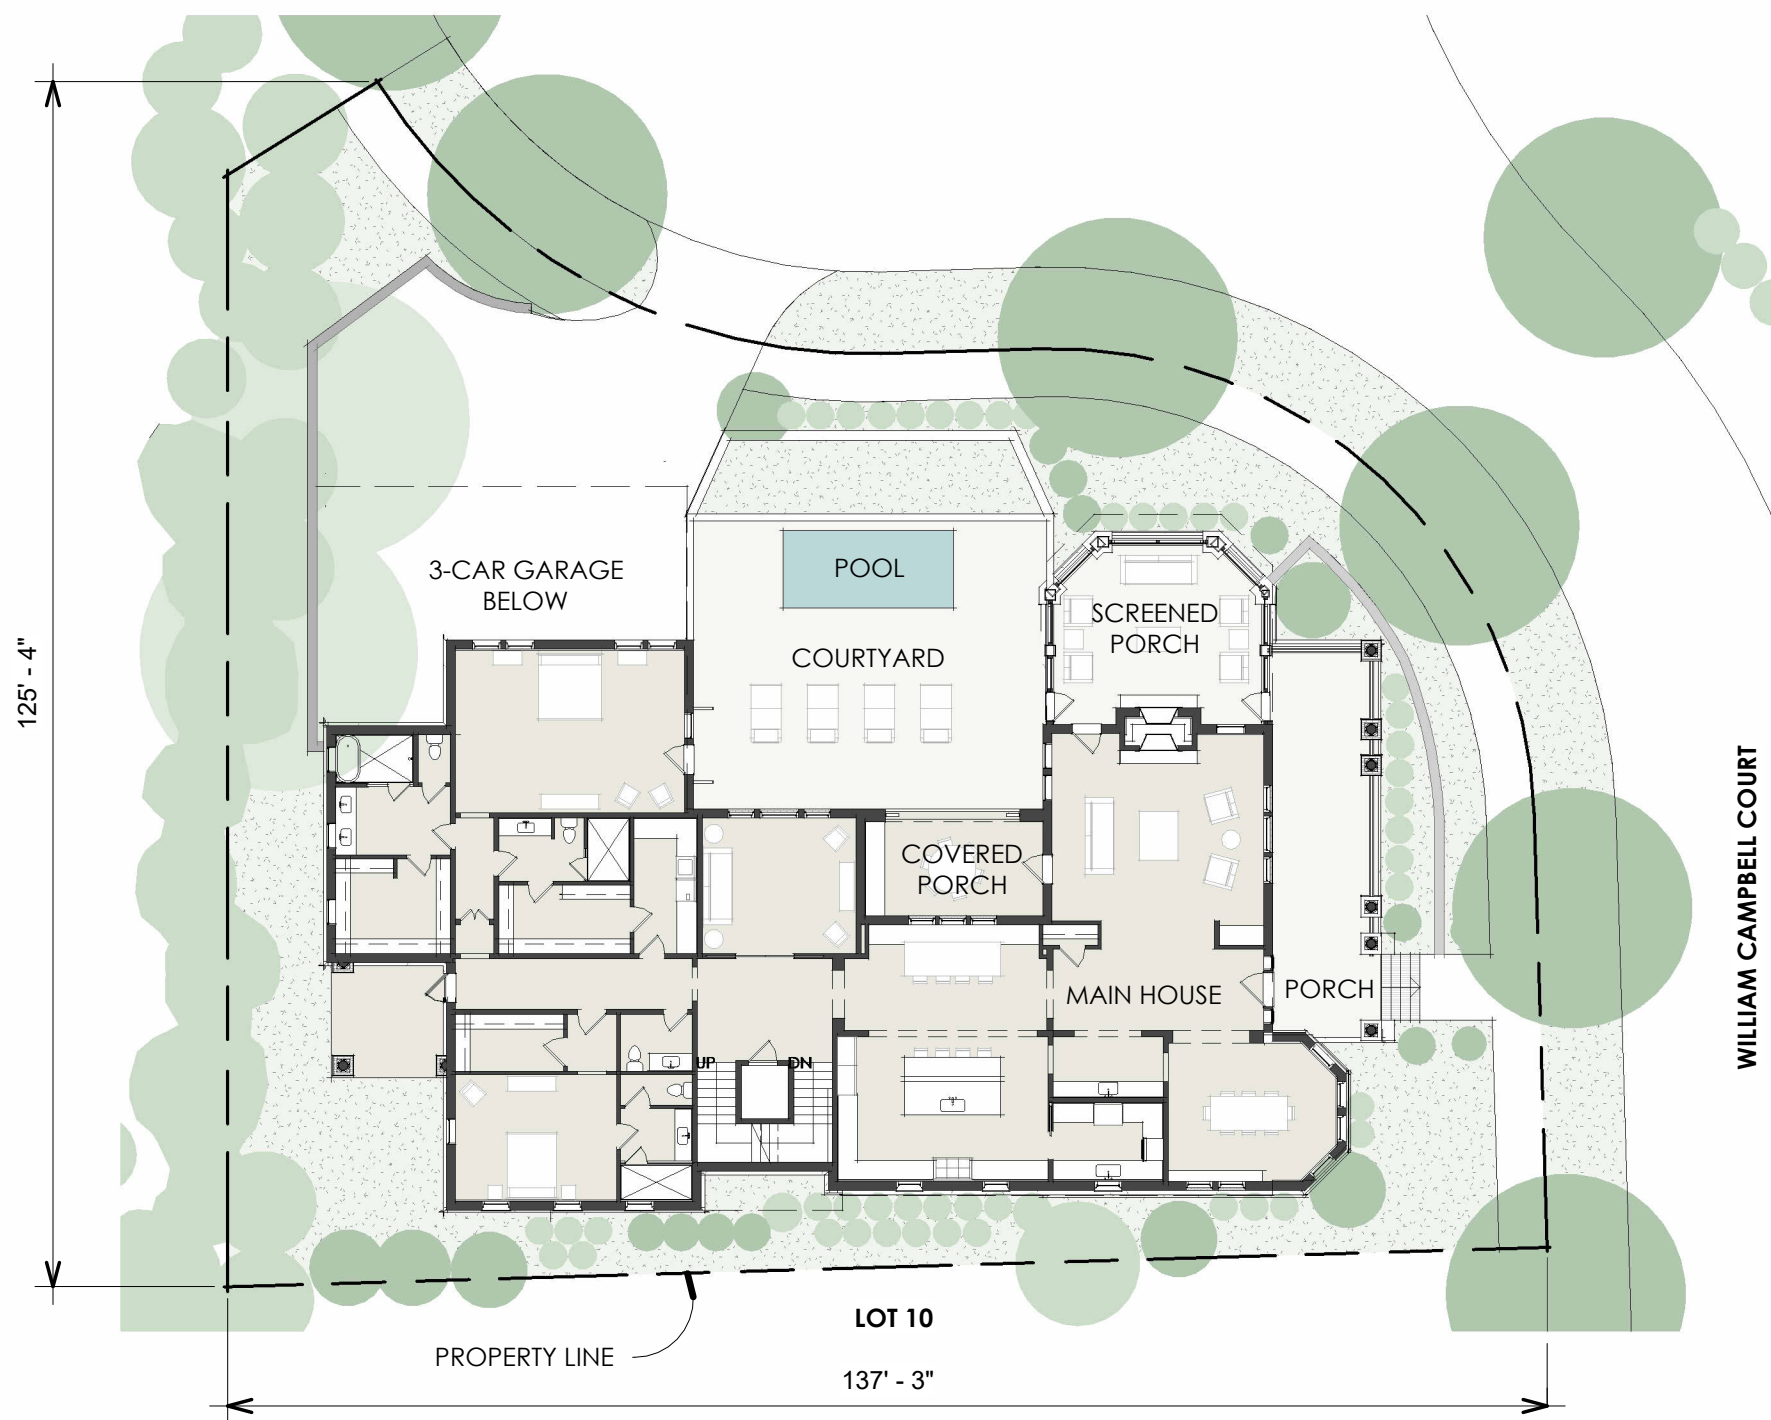 3-CAR GARAGE
BELOW
POOL
SCREENED
PORCH
COURTYARD
125' - 4"
COVERED
PORCH
MAIN HOUSE
PORCH
WILLIAM CAMPBELL COURT
UP
DN
LOT 10
PROPERTY LINE
137' - 3"